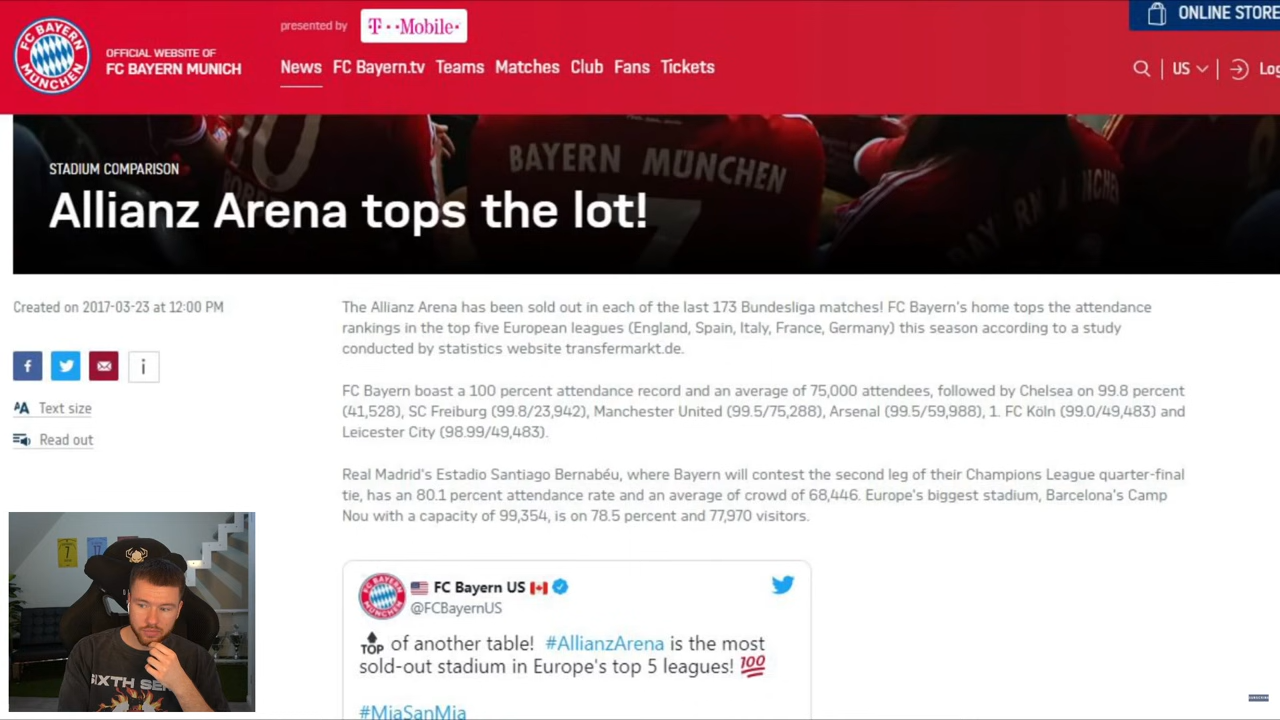 FC BAYERN MÜNCHEN
OFFICIAL WEBSITE OF
FC BAYERN MUNICH
presented by
T··Mobile·
ONLINE STORE
News FC Bayern.tv Teams Matches Club Fans Tickets
US
Log
BAYERN MÜNCHEN
7
STADIUM COMPARISON
Allianz Arena tops the lot!
Created on 2017-03-23 at 12:00 PM
Text size
Read out
The Allianz Arena has been sold out in each of the last 173 Bundesliga matches! FC Bayern's home tops the attendance
rankings in the top five European leagues (England, Spain, Italy, France, Germany) this season according to a study
conducted by statistics website transfermarkt.de.
FC Bayern boast a 100 percent attendance record and an average of 75,000 attendees, followed by Chelsea on 99.8 percent
(41,528), SC Freiburg (99.8/23,942), Manchester United (99.5/75,288), Arsenal (99.5/59,988), 1. FC Köln (99.0/49,483) and
Leicester City (98.99/49,483).
Real Madrid's Estadio Santiago Bernabéu, where Bayern will contest the second leg of their Champions League quarter-final
tie, has an 80.1 percent attendance rate and an average of crowd of 68,446. Europe's biggest stadium, Barcelona's Camp
Nou with a capacity of 99,354, is on 78.5 percent and 77,970 visitors.
FC Bayern US
@FCBayernUS
TOP of another table! #AllianzArena is the most
sold-out stadium in Europe's top 5 leagues! 100
#MiaSanMia